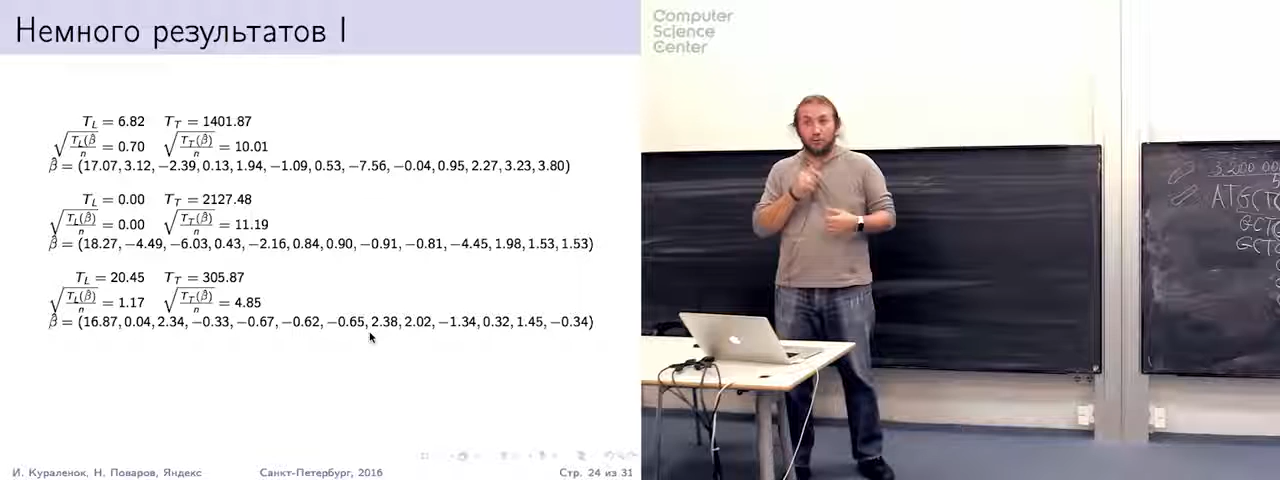 Немного результатов I
T_L = 6.82 T_T = 1401.87
√(T_L(β̂)/n) = 0.70 √(T_T(β̂)/n) = 10.01
β̂ = (17.07, 3.12, −2.39, 0.13, 1.94, −1.09, 0.53, −7.56, −0.04, 0.95, 2.27, 3.23, 3.80)
T_L = 0.00 T_T = 2127.48
√(T_L(β̂)/n) = 0.00 √(T_T(β̂)/n) = 11.19
β̂ = (18.27, −4.49, −6.03, 0.43, −2.16, 0.84, 0.90, −0.91, −0.81, −4.45, 1.98, 1.53, 1.53)
T_L = 20.45 T_T = 305.87
√(T_L(β̂)/n) = 1.17 √(T_T(β̂)/n) = 4.85
β̂ = (16.87, 0.04, 2.34, −0.33, −0.67, −0.62, −0.65, 2.38, 2.02, −1.34, 0.32, 1.45, −0.34)
И. Кураленок, Н. Поваров, Яндекс Санкт-Петербург, 2016 Стр. 24 из 31
Computer
Science
Center